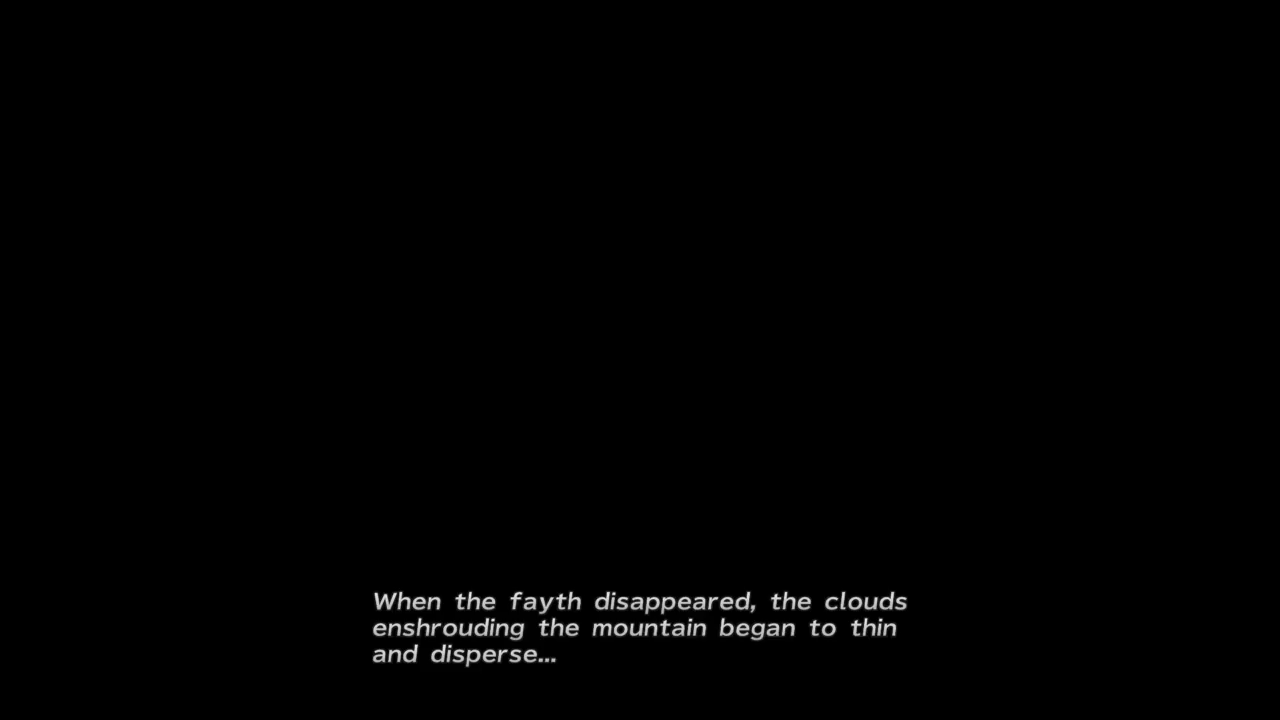 When the fayth disappeared, the clouds
enshrouding the mountain began to thin
and disperse...